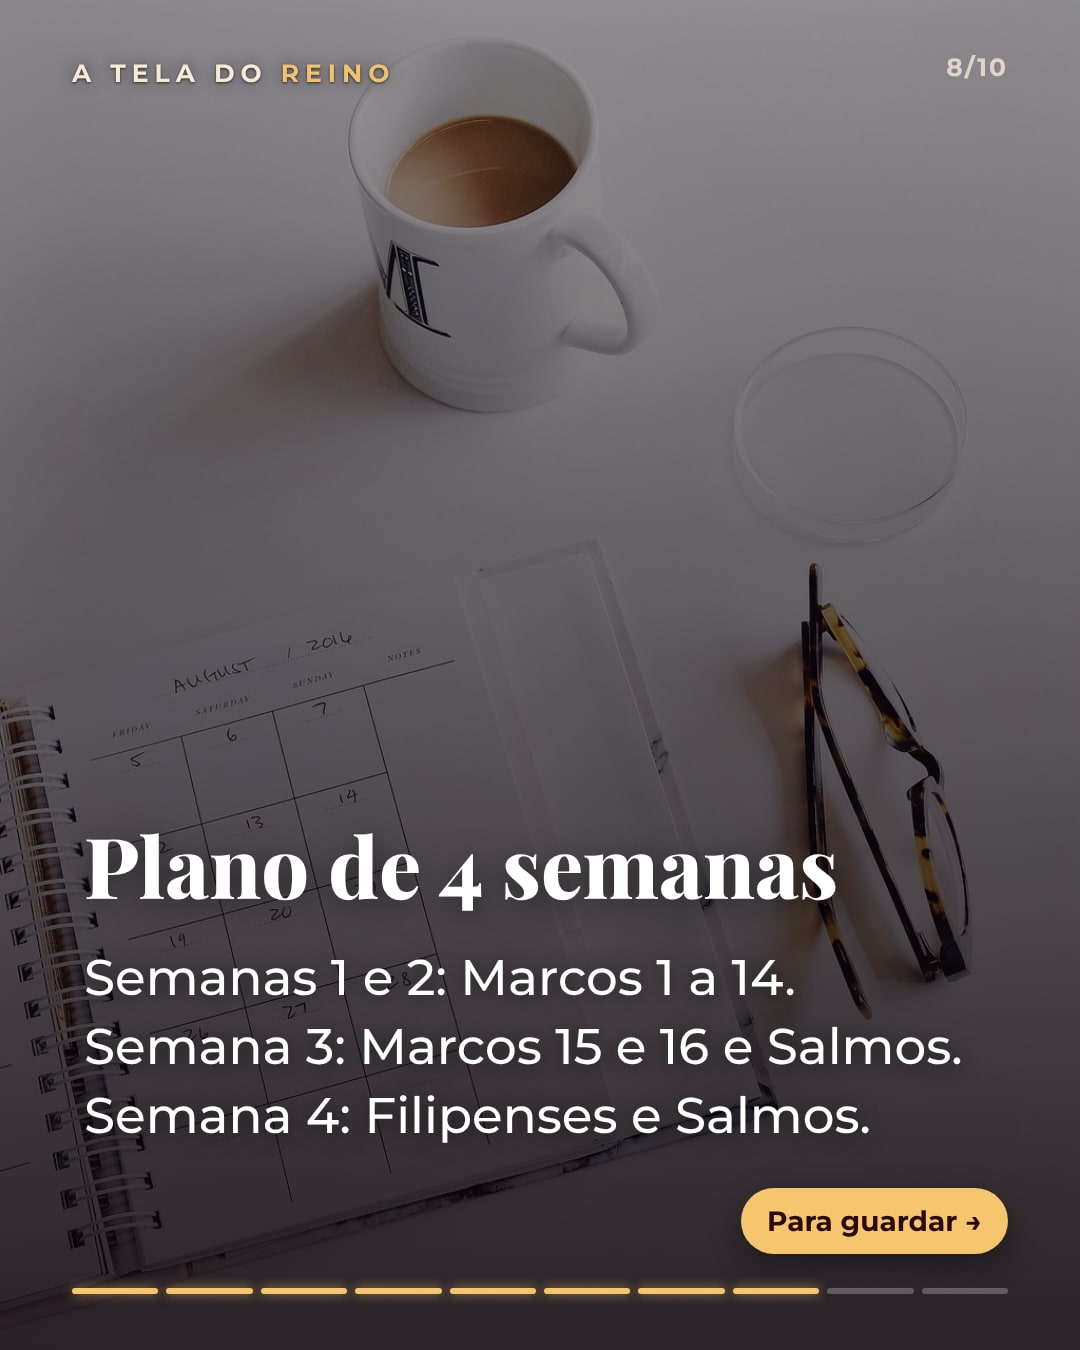 A TELA DO REINO
8/10
AUGUST / 2016
FRIDAY SATURDAY SUNDAY NOTES
5 6 7
13 14
Plano de 4 semanas
19 20
Semanas 1 e 2: Marcos 1 a 14.
27
Semana 3: Marcos 15 e 16 e Salmos.
Semana 4: Filipenses e Salmos.
Para guardar →